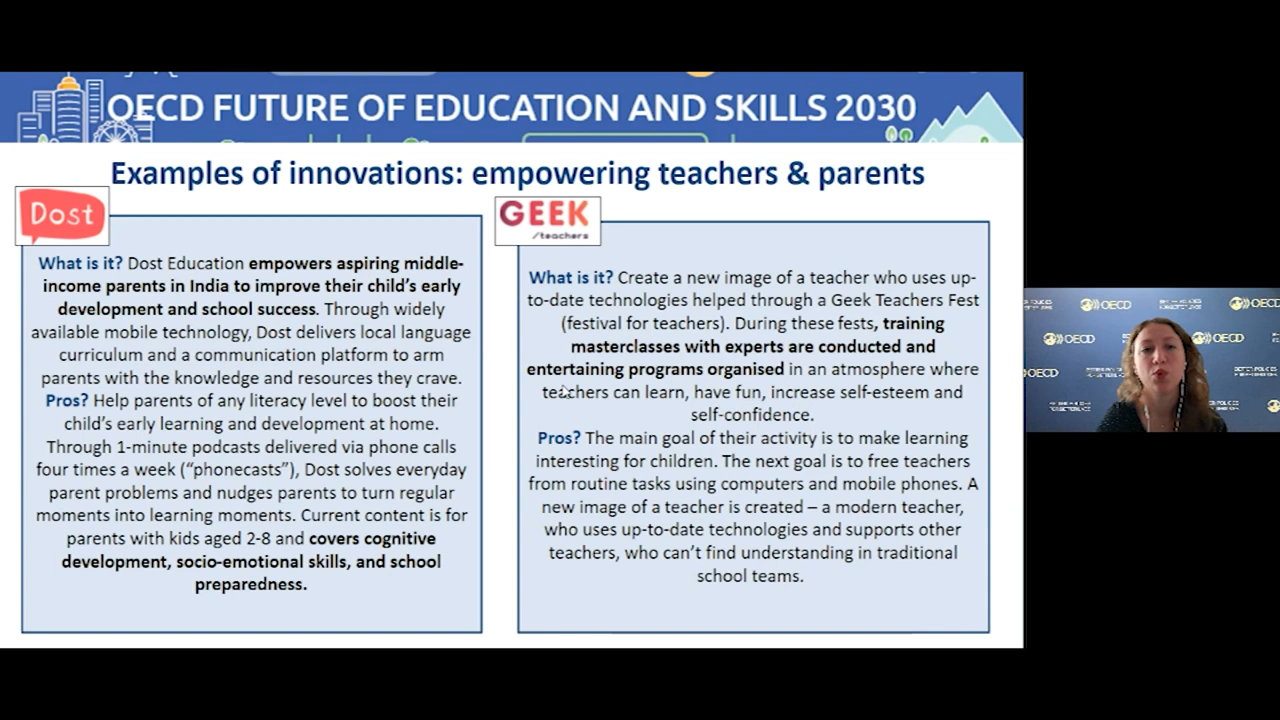 OECD FUTURE OF EDUCATION AND SKILLS 2030
Examples of innovations: empowering teachers & parents
Dost
What is it? Dost Education empowers aspiring middle-
income parents in India to improve their child's early
development and school success. Through widely
available mobile technology, Dost delivers local language
curriculum and a communication platform to arm
parents with the knowledge and resources they crave.
Pros? Help parents of any literacy level to boost their
child's early learning and development at home.
Through 1-minute podcasts delivered via phone calls
four times a week ("phonecasts"), Dost solves everyday
parent problems and nudges parents to turn regular
moments into learning moments. Current content is for
parents with kids aged 2-8 and covers cognitive
development, socio-emotional skills, and school
preparedness.
GEEK
/teachers
What is it? Create a new image of a teacher who uses up-
to-date technologies helped through a Geek Teachers Fest
(festival for teachers). During these fests, training
masterclasses with experts are conducted and
entertaining programs organised in an atmosphere where
teachers can learn, have fun, increase self-esteem and
self-confidence.
Pros? The main goal of their activity is to make learning
interesting for children. The next goal is to free teachers
from routine tasks using computers and mobile phones. A
new image of a teacher is created – a modern teacher,
who uses up-to-date technologies and supports other
teachers, who can't find understanding in traditional
school teams.
OECD
OECD
OECD
OECD
OECD